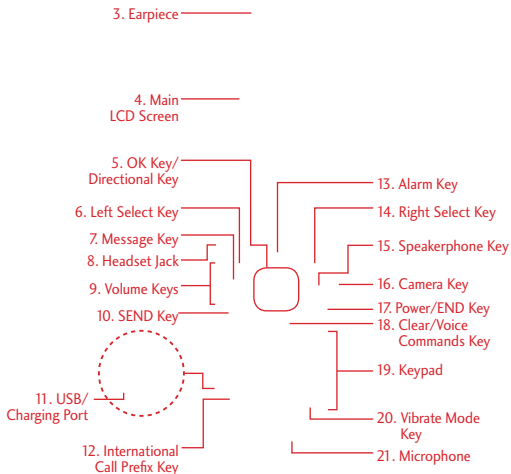 3. Earpiece
4. Main
LCD Screen
5. OK Key/
Directional Key
6. Left Select Key
7. Message Key
8. Headset Jack
9. Volume Keys
10. SEND Key
11. USB/
Charging Port
12. International
Call Prefix Key
13. Alarm Key
14. Right Select Key
15. Speakerphone Key
16. Camera Key
17. Power/END Key
18. Clear/Voice
Commands Key
19. Keypad
20. Vibrate Mode
Key
21. Microphone